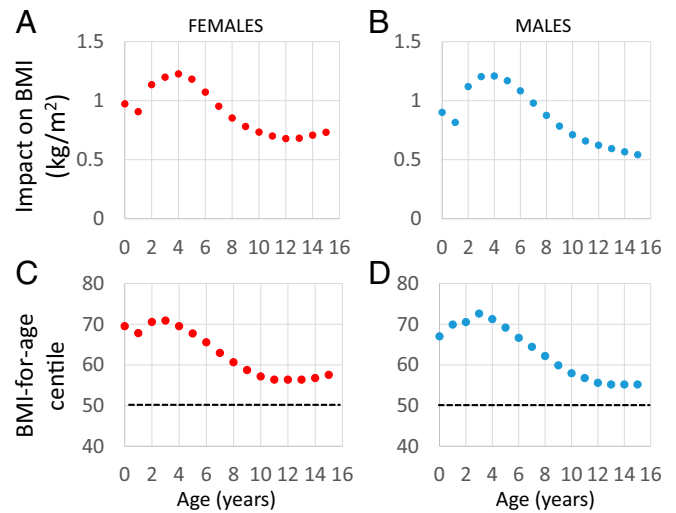 A FEMALES B MALES
Impact on BMI
(kg/m²)
1.5 1.5
1 1
0.5 0.5
0 0
0 2 4 6 8 10 12 14 16 0 2 4 6 8 10 12 14 16
C D
BMI-for-age
centile
80 80
70 70
60 60
50 50
40 40
0 2 4 6 8 10 12 14 16 0 2 4 6 8 10 12 14 16
Age (years) Age (years)